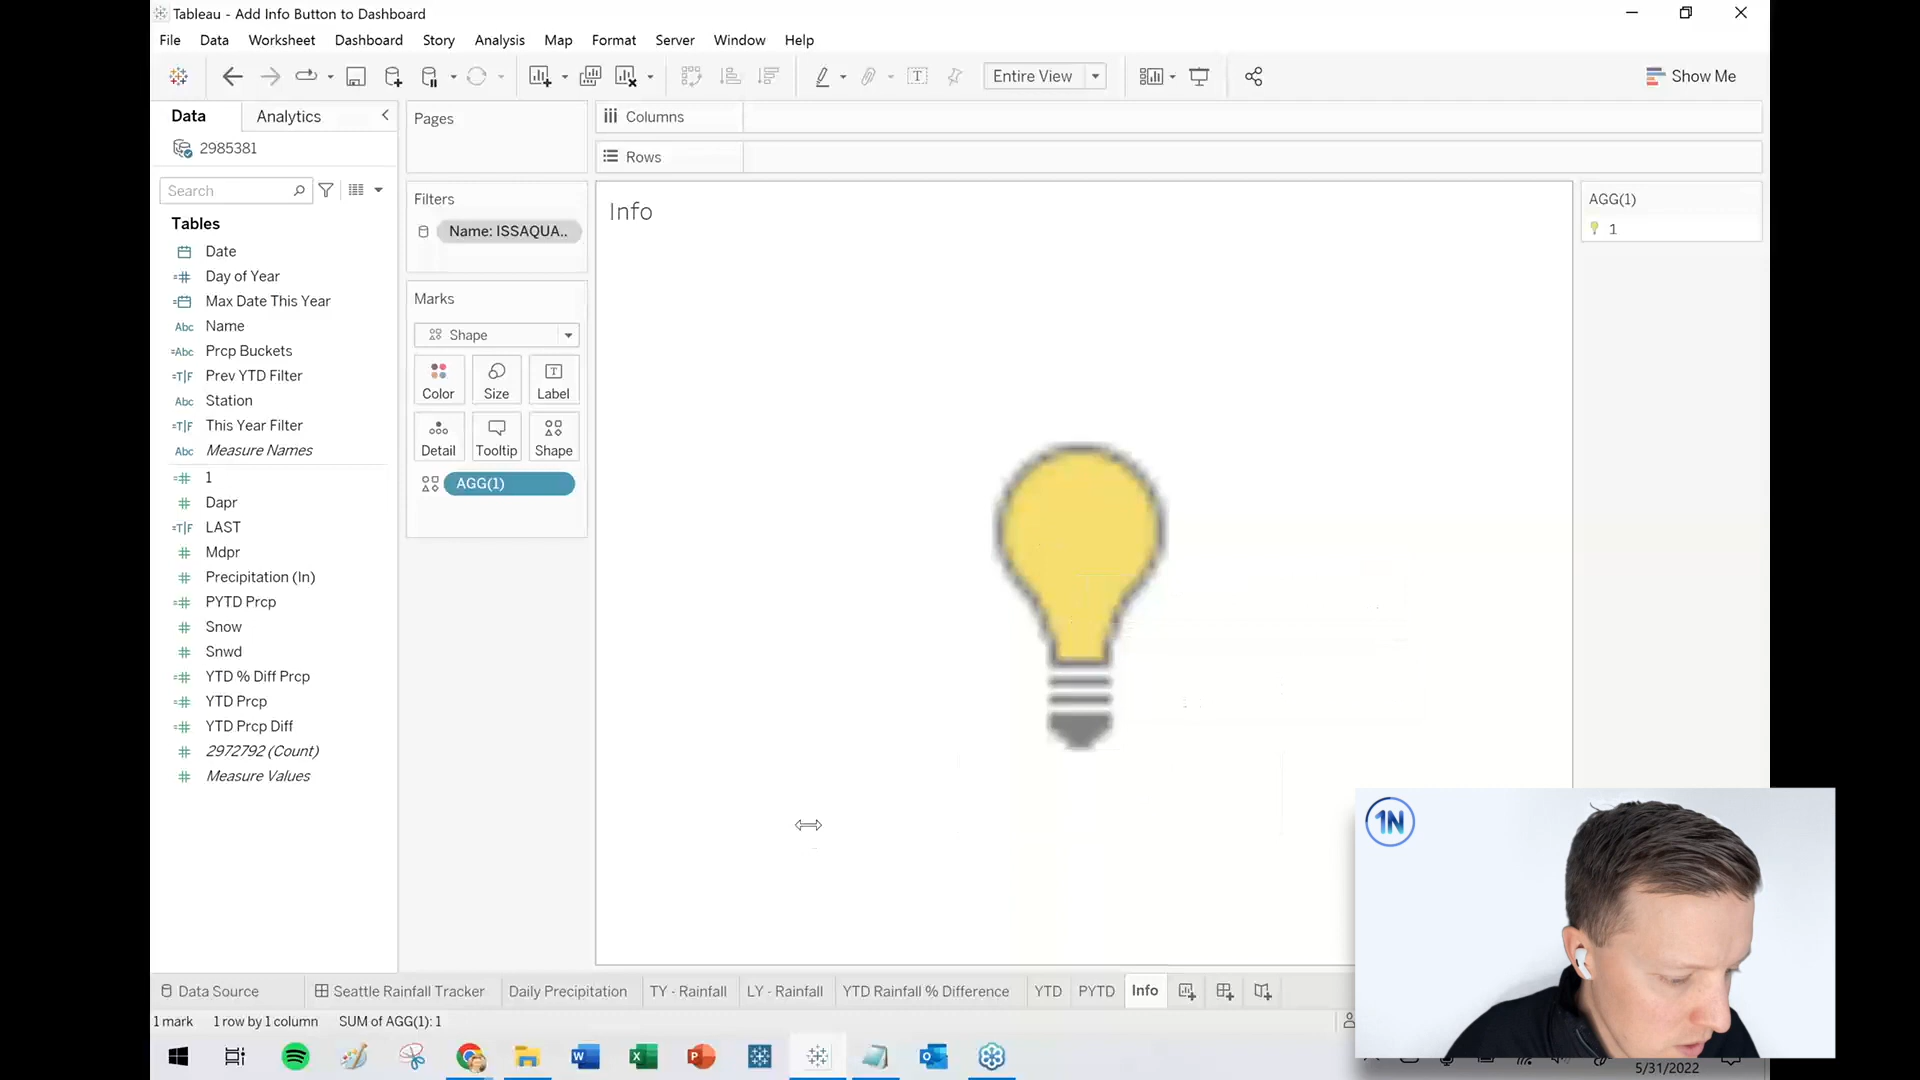 Tableau - Add Info Button to Dashboard
File Data Worksheet Dashboard Story Analysis Map Format Server Window Help
Entire View
Show Me
Data
Analytics
2985381
Search
Tables
Date
Day of Year
Max Date This Year
Abc Name
=Abc Prcp Buckets
=T|F Prev YTD Filter
Abc Station
=T|F This Year Filter
Abc Measure Names
1
Dapr
=T|F LAST
Mdpr
Precipitation (In)
PYTD Prcp
Snow
Snwd
YTD % Diff Prcp
YTD Prcp
YTD Prcp Diff
2972792 (Count)
Measure Values
Pages
Filters
Name: ISSAQUA..
Marks
Shape
Color Size Label
Detail Tooltip Shape
AGG(1)
Columns
Rows
Info
AGG(1)
1
1N
Data Source Seattle Rainfall Tracker Daily Precipitation TY - Rainfall LY - Rainfall YTD Rainfall % Difference YTD PYTD Info
1 mark 1 row by 1 column SUM of AGG(1): 1
5/31/2022